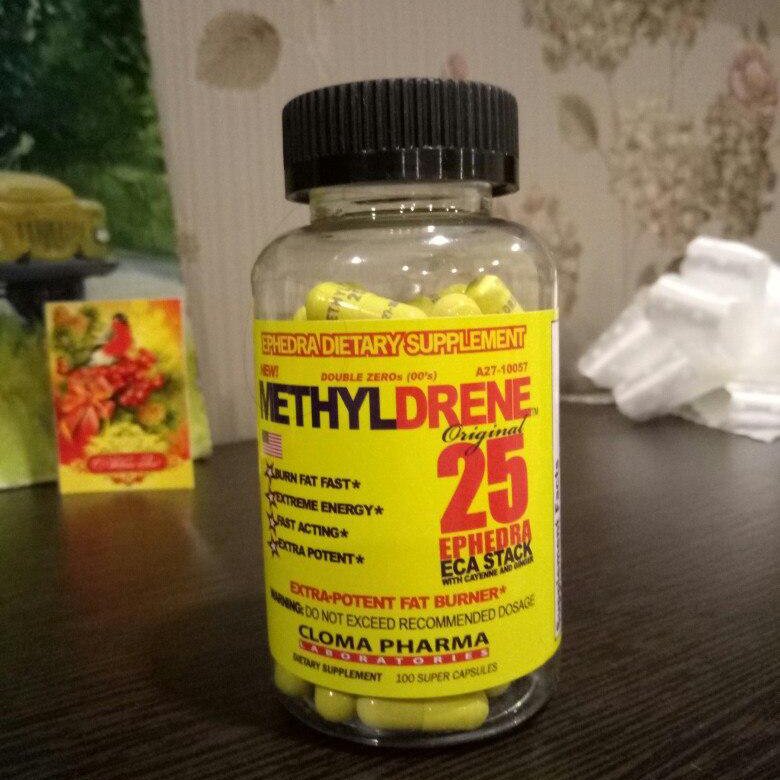 EPHEDRA DIETARY SUPPLEMENT
NEW!
DOUBLE ZEROs (00's)
A27-10057
METHYLDRENE™
Original
25
EPHEDRA
ECA STACK
WITH CAYENNE AND GINGER
BURN FAT FAST*
EXTREME ENERGY*
FAST ACTING*
EXTRA POTENT*
EXTRA-POTENT FAT BURNER*
WARNING: DO NOT EXCEED RECOMMENDED DOSAGE
CLOMA PHARMA
LABORATORIES
DIETARY SUPPLEMENT
100 SUPER CAPSULES